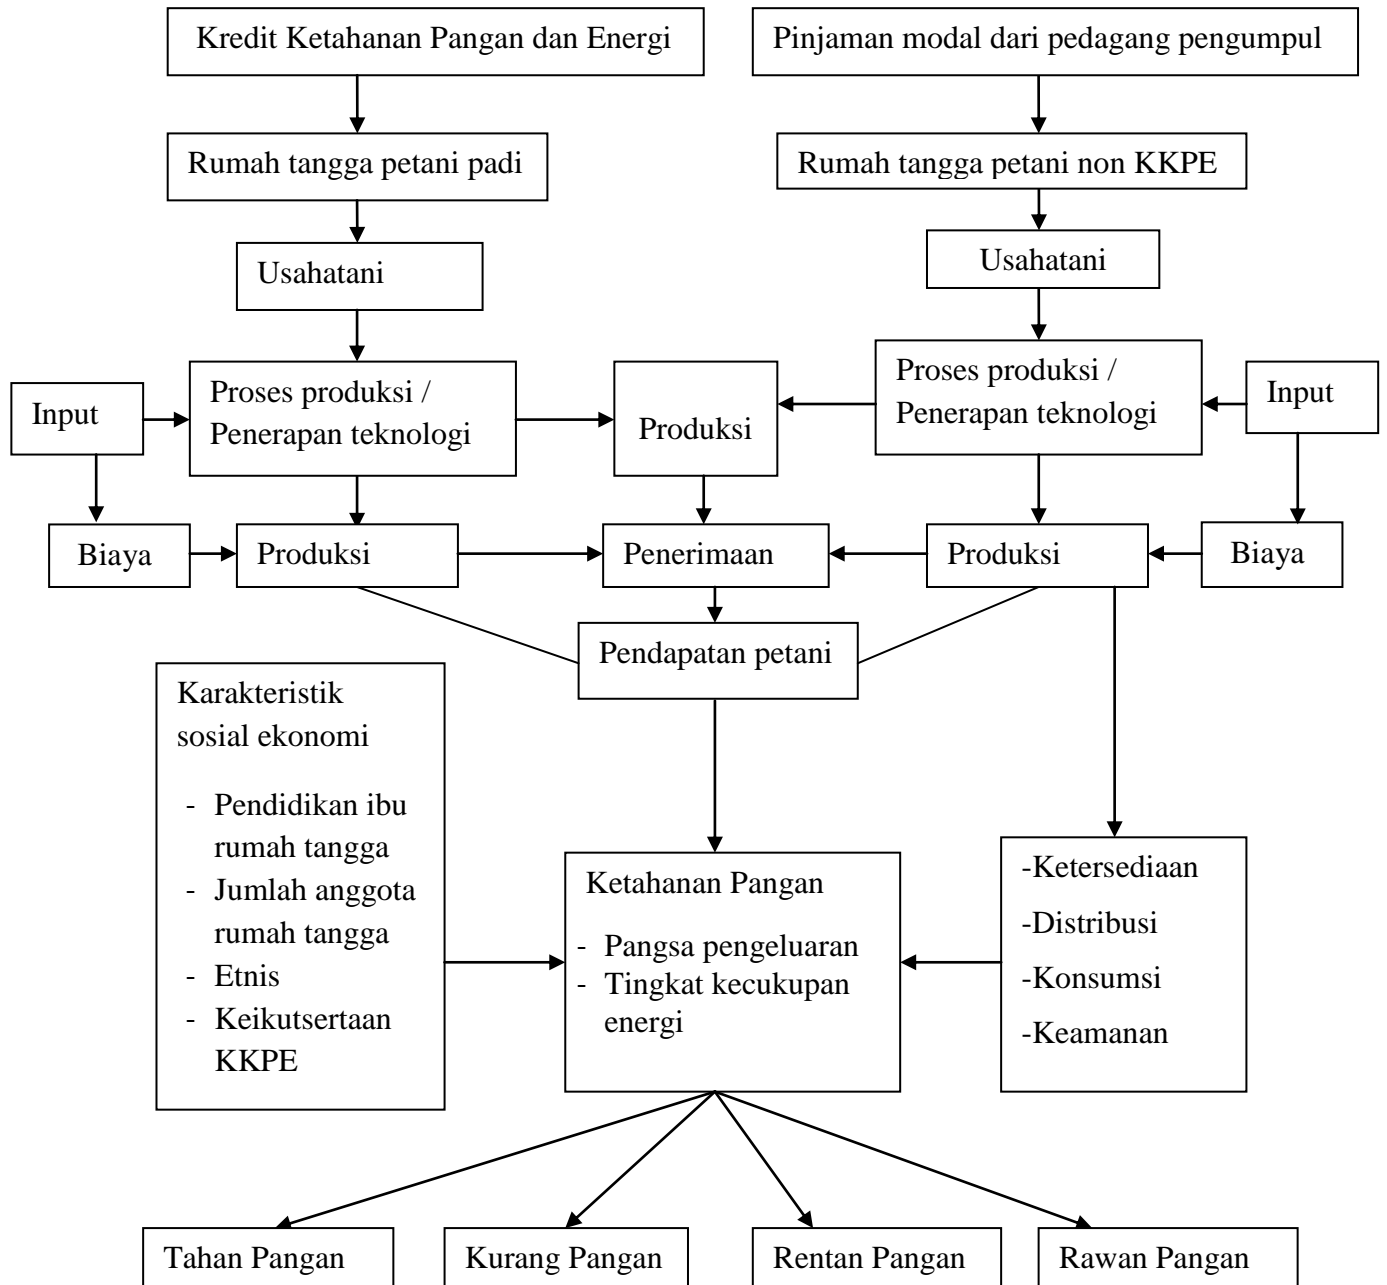 Kredit Ketahanan Pangan dan Energi
Pinjaman modal dari pedagang pengumpul
Rumah tangga petani padi
Rumah tangga petani non KKPE
Usahatani
Usahatani
Input
Proses produksi /
Penerapan teknologi
Produksi
Proses produksi /
Penerapan teknologi
Input
Biaya
Produksi
Penerimaan
Produksi
Biaya
Pendapatan petani
Karakteristik
sosial ekonomi
- Pendidikan ibu
rumah tangga
- Jumlah anggota
rumah tangga
- Etnis
- Keikutsertaan
KKPE
Ketahanan Pangan
- Pangsa pengeluaran
- Tingkat kecukupan
energi
-Ketersediaan
-Distribusi
-Konsumsi
-Keamanan
Tahan Pangan
Kurang Pangan
Rentan Pangan
Rawan Pangan